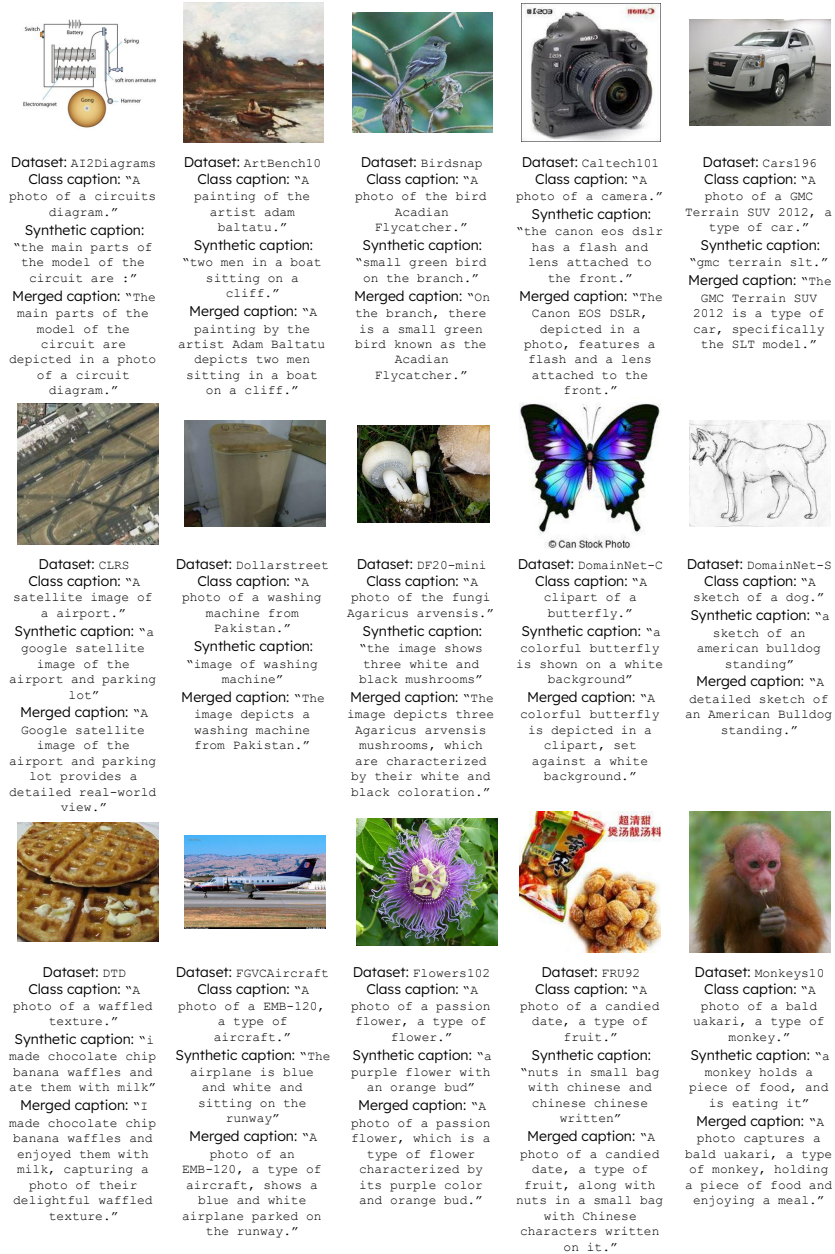 Switch
Battery
Spring
soft iron armature
Electromagnet
Gong
Hammer
Dataset: AI2Diagrams
Class caption: “A
photo of a circuits
diagram.”
Synthetic caption:
“the main parts of
the model of the
circuit are :”
Merged caption: “The
main parts of the
model of the
circuit are
depicted in a photo
of a circuit
diagram.”
Dataset: ArtBench10
Class caption: “A
painting of the
artist adam
baltatu.”
Synthetic caption:
“two men in a boat
sitting on a
cliff.”
Merged caption: “A
painting by the
artist Adam Baltatu
depicts two men
sitting in a boat
on a cliff.”
Dataset: Birdsnap
Class caption: “A
photo of the bird
Acadian
Flycatcher.”
Synthetic caption:
“small green bird
on the branch.”
Merged caption: “On
the branch, there
is a small green
bird known as the
Acadian
Flycatcher.”
Canon
Dataset: Caltech101
Class caption: “A
photo of a camera.”
Synthetic caption:
“the canon eos dslr
has a flash and
lens attached to
the front.”
Merged caption: “The
Canon EOS DSLR,
depicted in a
photo, features a
flash and a lens
attached to the
front.”
GMC
Dataset: Cars196
Class caption: “A
photo of a GMC
Terrain SUV 2012, a
type of car.”
Synthetic caption:
“gmc terrain slt.”
Merged caption: “The
GMC Terrain SUV
2012 is a type of
car, specifically
the SLT model.”
Dataset: CLRS
Class caption: “A
satellite image of
a airport.”
Synthetic caption: “a
google satellite
image of the
airport and parking
lot”
Merged caption: “A
Google satellite
image of the
airport and parking
lot provides a
detailed real-world
view.”
Dataset: Dollarstreet
Class caption: “A
photo of a washing
machine from
Pakistan.”
Synthetic caption:
“image of washing
machine”
Merged caption: “The
image depicts a
washing machine
from Pakistan.”
Dataset: DF20-mini
Class caption: “A
photo of the fungi
Agaricus arvensis.”
Synthetic caption:
“the image shows
three white and
black mushrooms”
Merged caption: “The
image depicts three
Agaricus arvensis
mushrooms, which
are characterized
by their white and
black coloration.”
© Can Stock Photo
Dataset: DomainNet-C
Class caption: “A
clipart of a
butterfly.”
Synthetic caption: “a
colorful butterfly
is shown on a white
background”
Merged caption: “A
colorful butterfly
is depicted in a
clipart, set
against a white
background.”
Dataset: DomainNet-S
Class caption: “A
sketch of a dog.”
Synthetic caption: “a
sketch of an
american bulldog
standing”
Merged caption: “A
detailed sketch of
an American Bulldog
standing.”
Dataset: DTD
Class caption: “A
photo of a waffled
texture.”
Synthetic caption: “i
made chocolate chip
banana waffles and
ate them with milk”
Merged caption: “I
made chocolate chip
banana waffles and
enjoyed them with
milk, capturing a
photo of their
delightful waffled
texture.”
Dataset: FGVCAircraft
Class caption: “A
photo of a EMB-120,
a type of
aircraft.”
Synthetic caption: “The
airplane is blue
and white and
sitting on the
runway”
Merged caption: “A
photo of an
EMB-120, a type of
aircraft, shows a
blue and white
airplane parked on
the runway.”
Dataset: Flowers102
Class caption: “A
photo of a passion
flower, a type of
flower.”
Synthetic caption: “a
purple flower with
an orange bud”
Merged caption: “A
photo of a passion
flower, which is a
type of flower
characterized by
its purple color
and orange bud.”
超清甜
煲汤靓汤料
Dataset: FRU92
Class caption: “A
photo of a candied
date, a type of
fruit.”
Synthetic caption:
“nuts in small bag
with chinese and
chinese chinese
written”
Merged caption: “A
photo of a candied
date, a type of
fruit, along with
nuts in a small bag
with Chinese
characters written
on it.”
Dataset: Monkeys10
Class caption: “A
photo of a bald
uakari, a type of
monkey.”
Synthetic caption: “a
monkey holds a
piece of food, and
is eating it”
Merged caption: “A
photo captures a
bald uakari, a type
of monkey, holding
a piece of food and
enjoying a meal.”